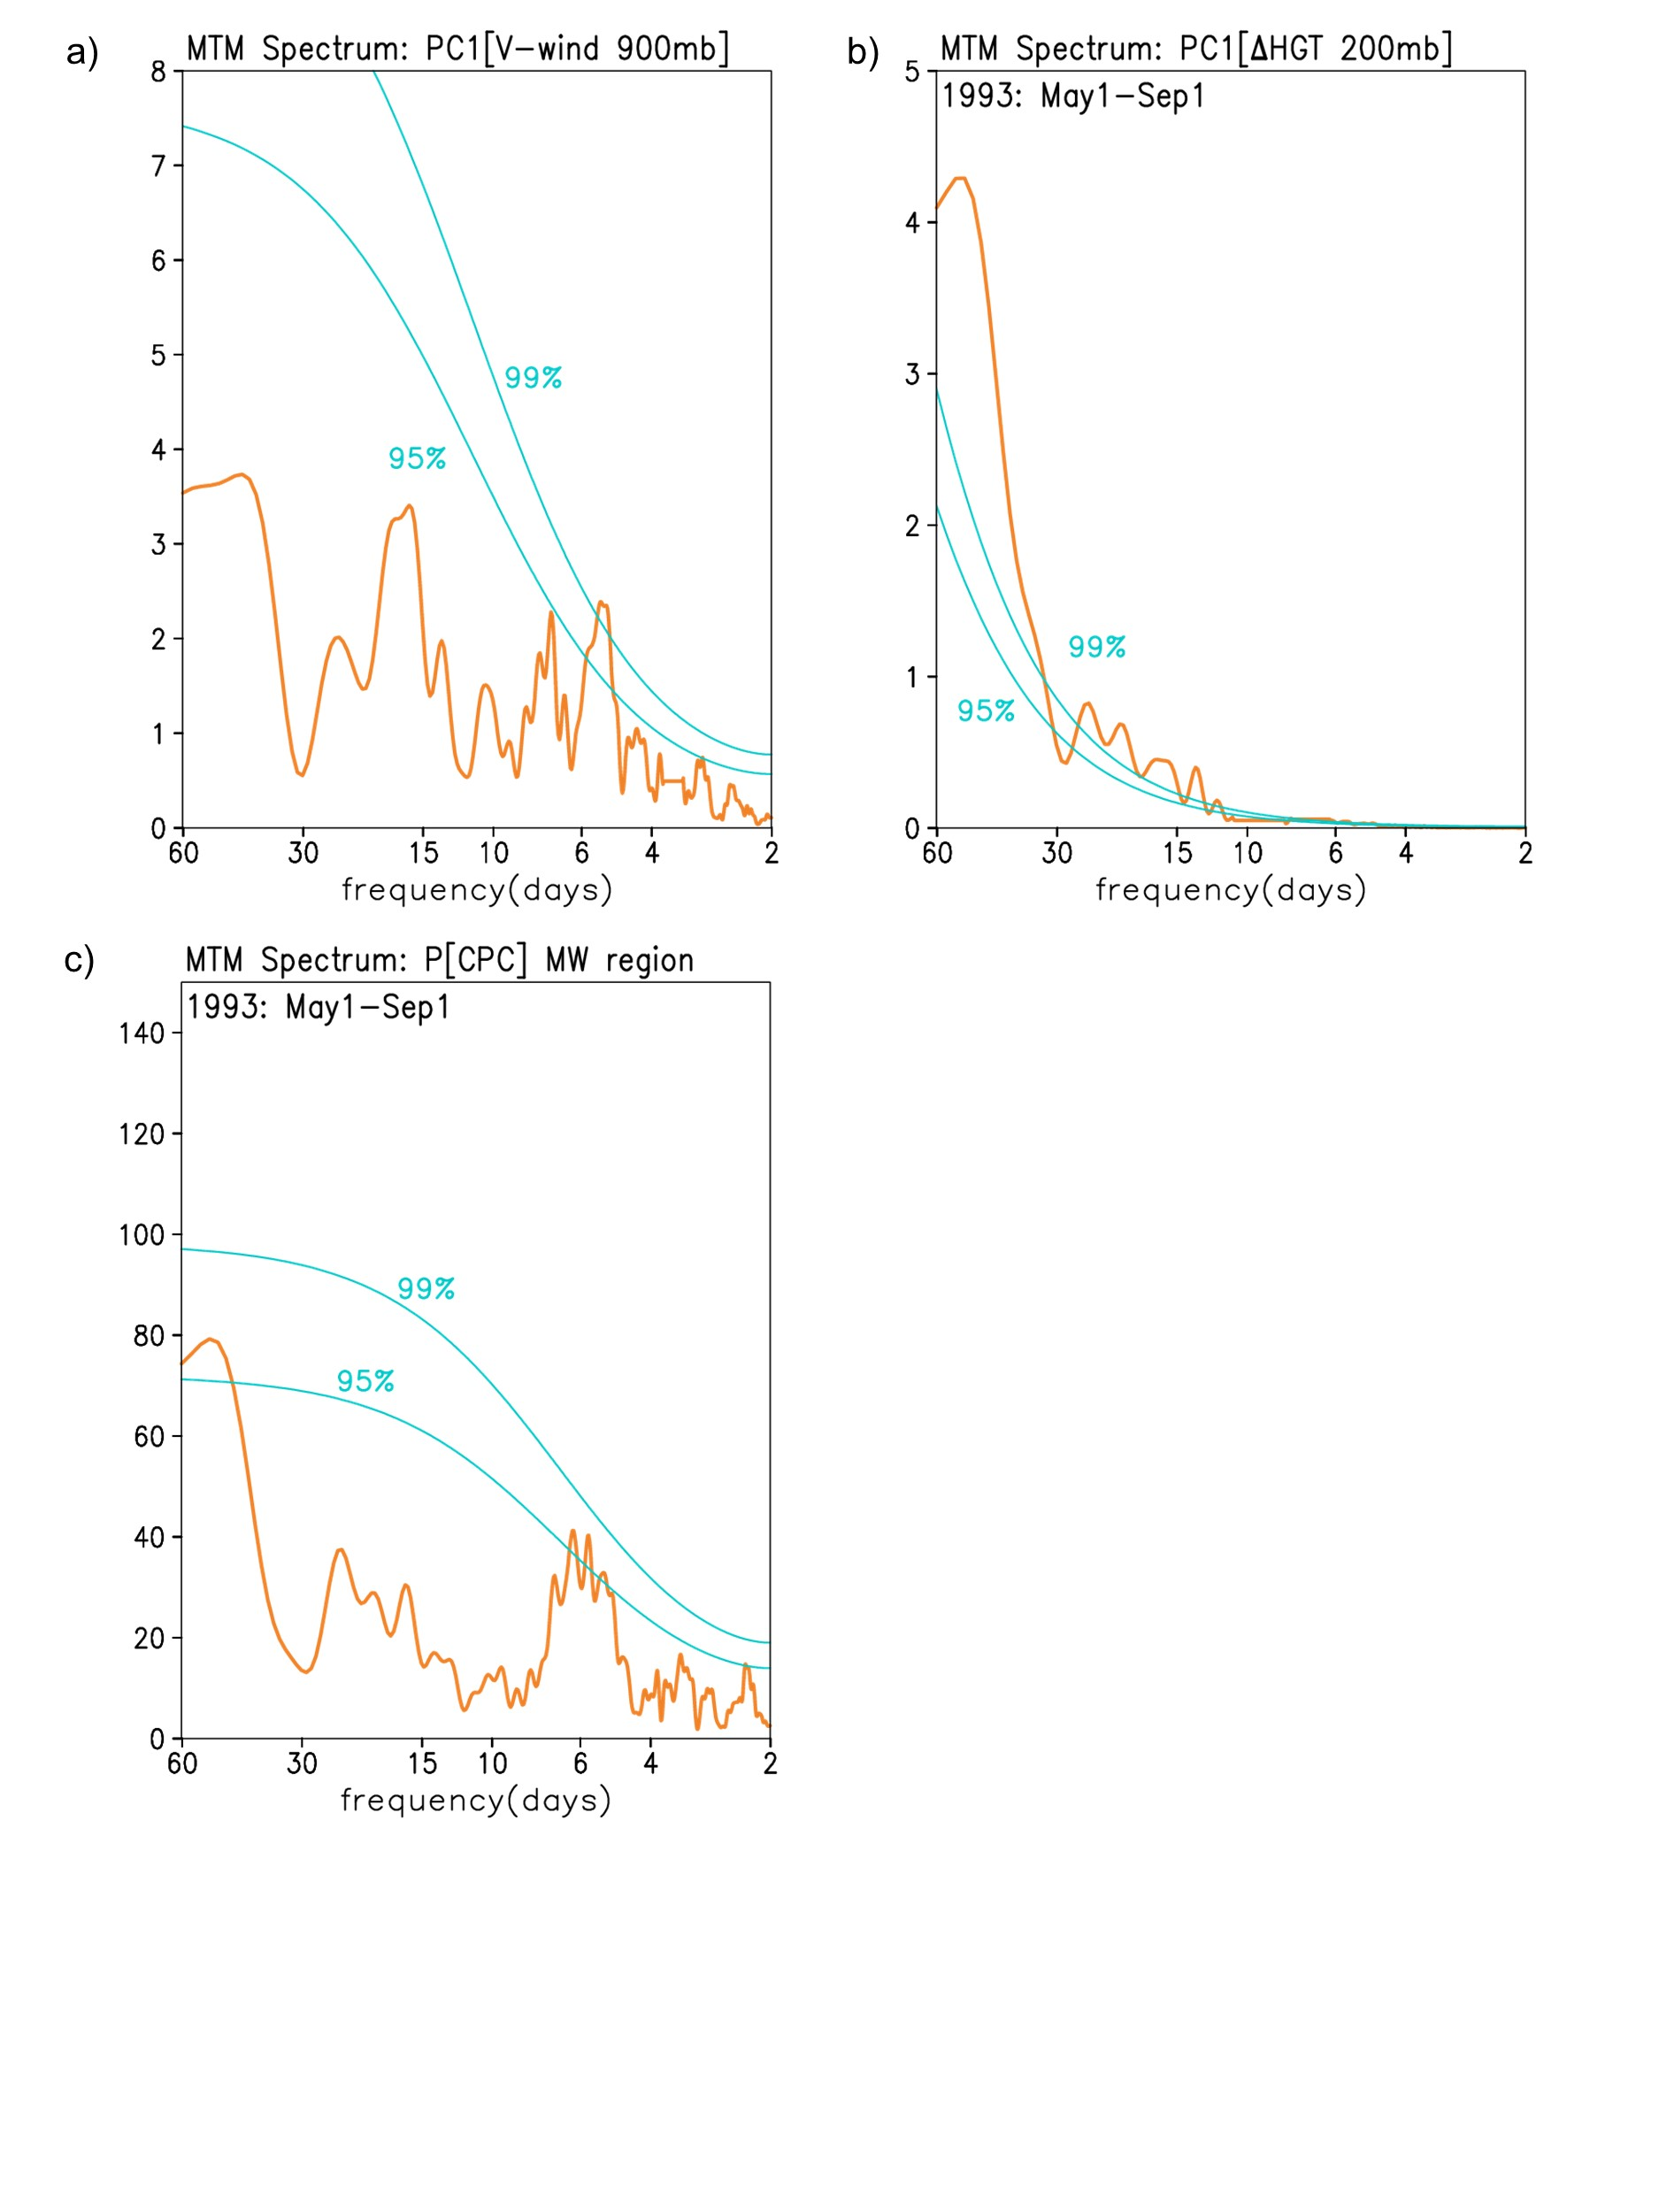 a)
MTM Spectrum: PC1[V-wind 900mb]
8
7
6
5
4
3
2
1
0
99%
95%
60 30 15 10 6 4 2
frequency(days)
b)
MTM Spectrum: PC1[ΔHGT 200mb]
1993: May1-Sep1
5
4
3
2
1
0
99%
95%
60 30 15 10 6 4 2
frequency(days)
c)
MTM Spectrum: P[CPC] MW region
1993: May1-Sep1
140
120
100
80
60
40
20
0
99%
95%
60 30 15 10 6 4 2
frequency(days)